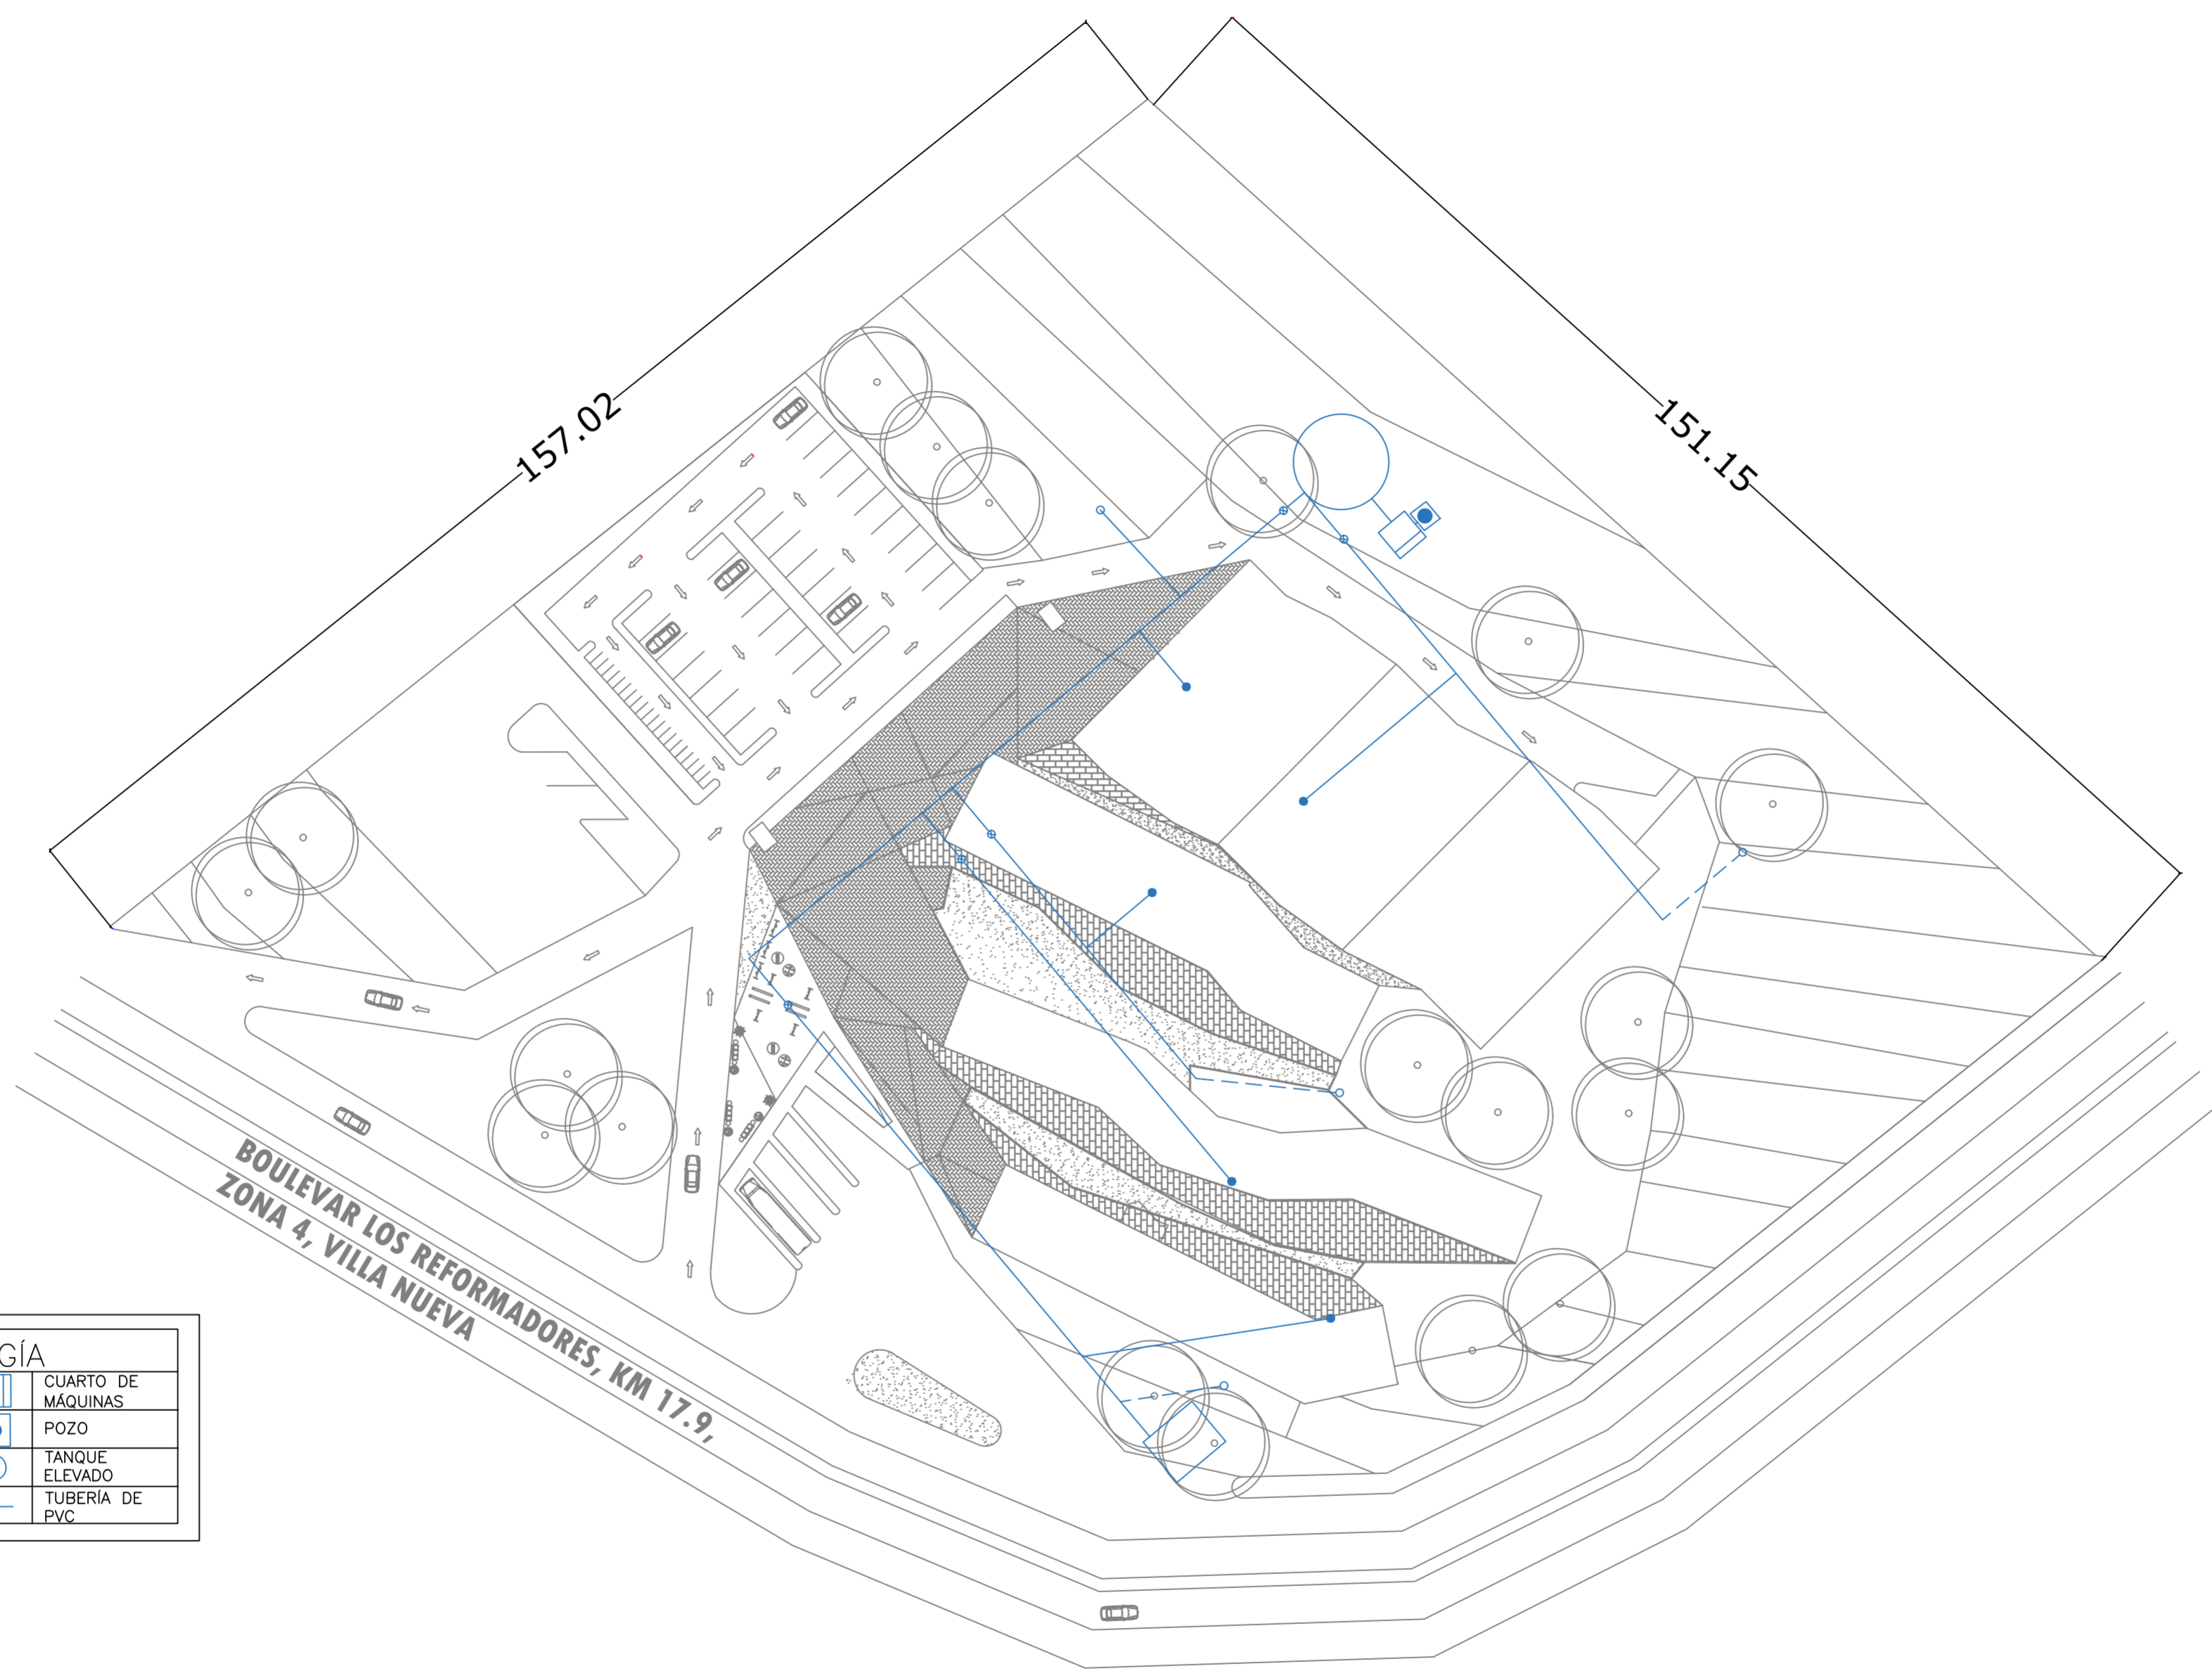 157.02
151.15
BOULEVAR LOS REFORMADORES, KM 17.9,
ZONA 4, VILLA NUEVA
GÍA
CUARTO DE
MÁQUINAS
POZO
TANQUE
ELEVADO
TUBERÍA DE
PVC